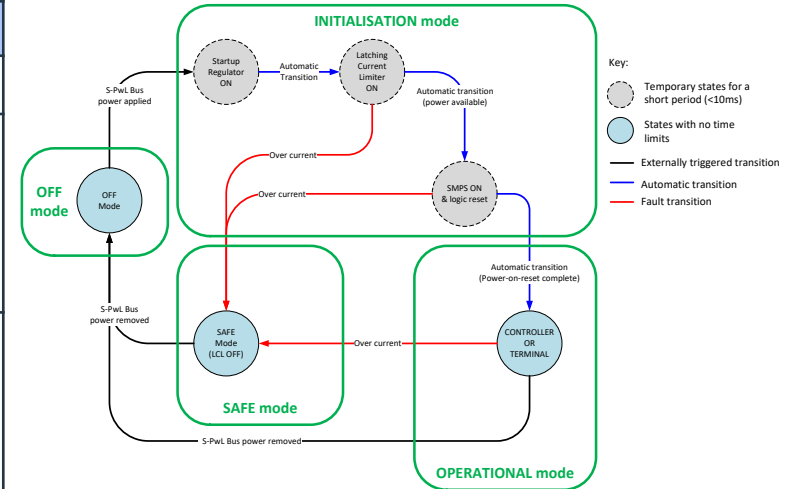 INITIALISATION mode
Startup
Regulator
ON
Automatic
Transition
Latching
Current
Limiter
ON
Automatic transition
(power available)
S-PwL Bus
power applied
Over current
Over current
SMPS ON
& logic reset
OFF
mode
OFF
Mode
Automatic transition
(Power-on-reset complete)
S-PwL Bus
power removed
SAFE
Mode
(LCL OFF)
Over current
CONTROLLER
OR
TERMINAL
SAFE mode
S-PwL Bus power removed
OPERATIONAL mode
Key:
Temporary states for a
short period (<10ms)
States with no time
limits
Externally triggered transition
Automatic transition
Fault transition